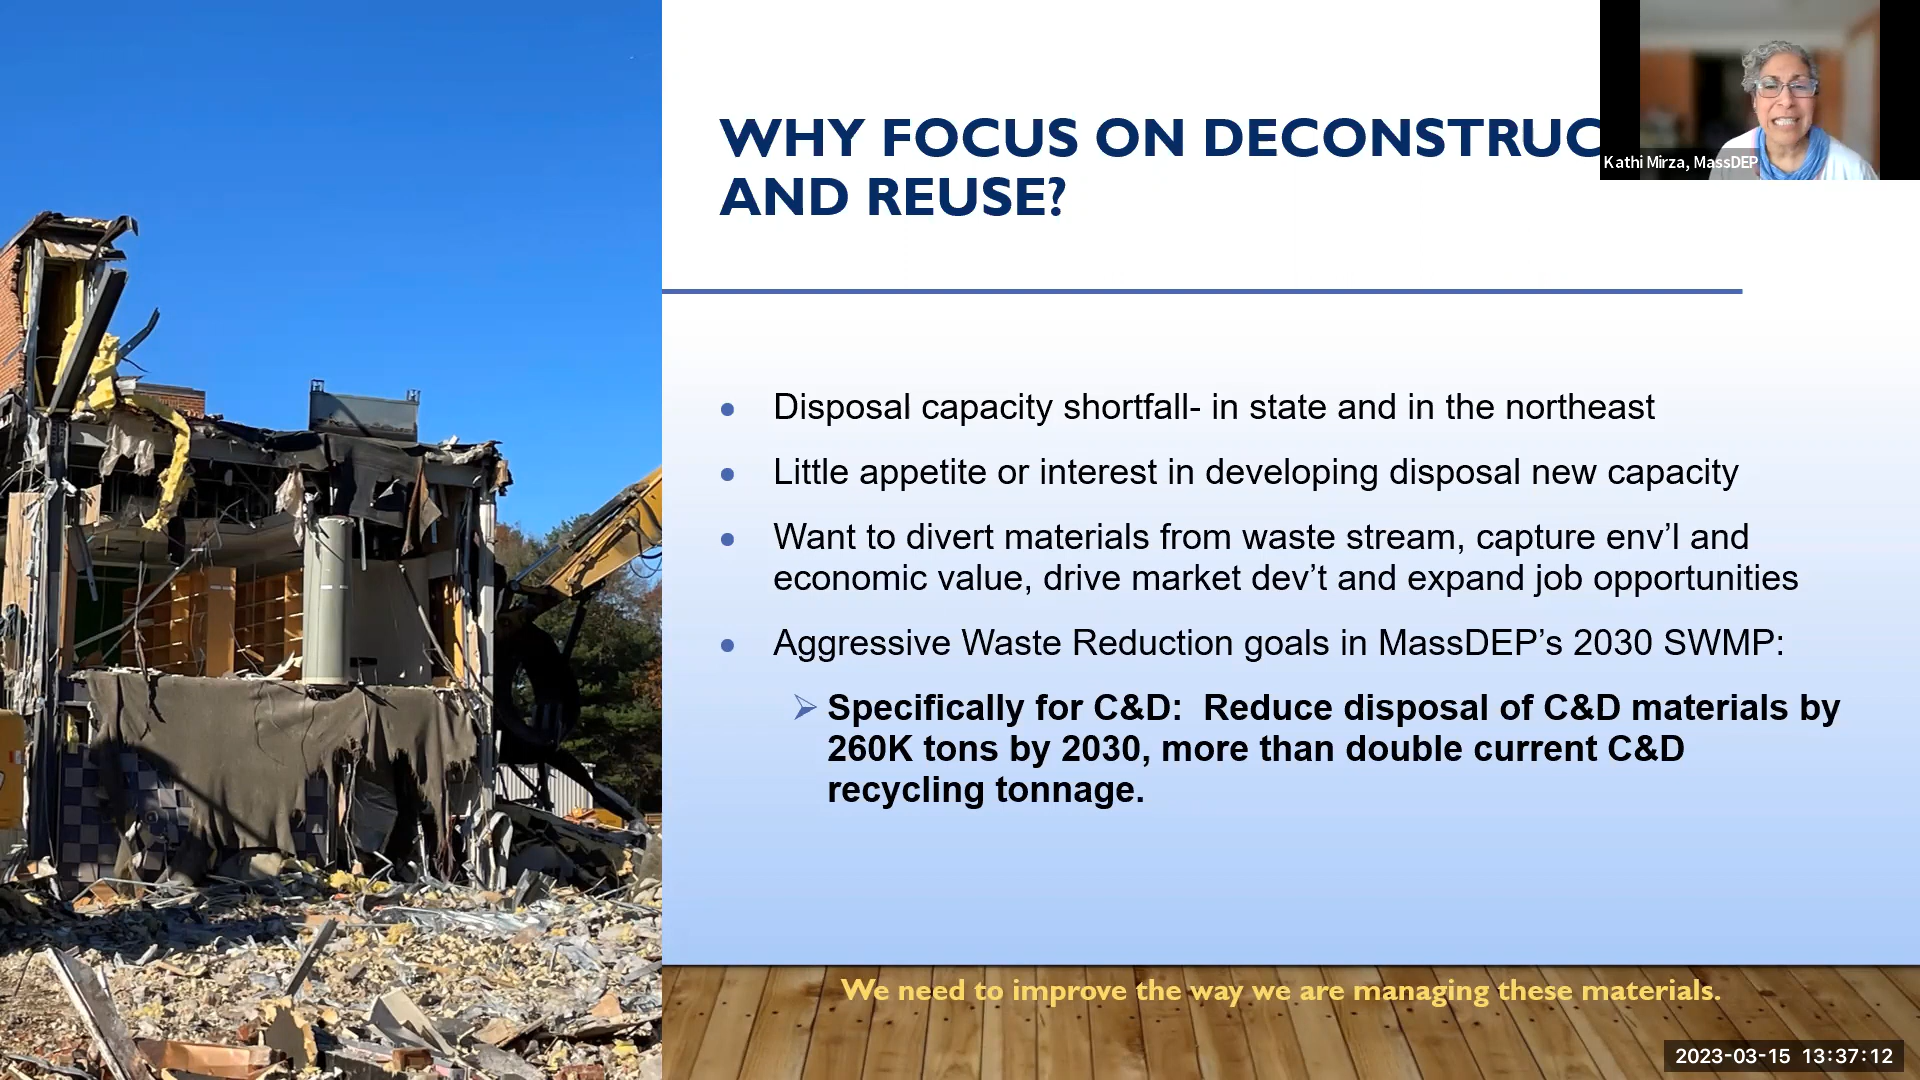 WHY FOCUS ON DECONSTRUC
AND REUSE?
Kathi Mirza, MassDEP
Disposal capacity shortfall- in state and in the northeast
Little appetite or interest in developing disposal new capacity
Want to divert materials from waste stream, capture env’l and
economic value, drive market dev’t and expand job opportunities
Aggressive Waste Reduction goals in MassDEP’s 2030 SWMP:
Specifically for C&D: Reduce disposal of C&D materials by
260K tons by 2030, more than double current C&D
recycling tonnage.
We need to improve the way we are managing these materials.
2023-03-15 13:37:12